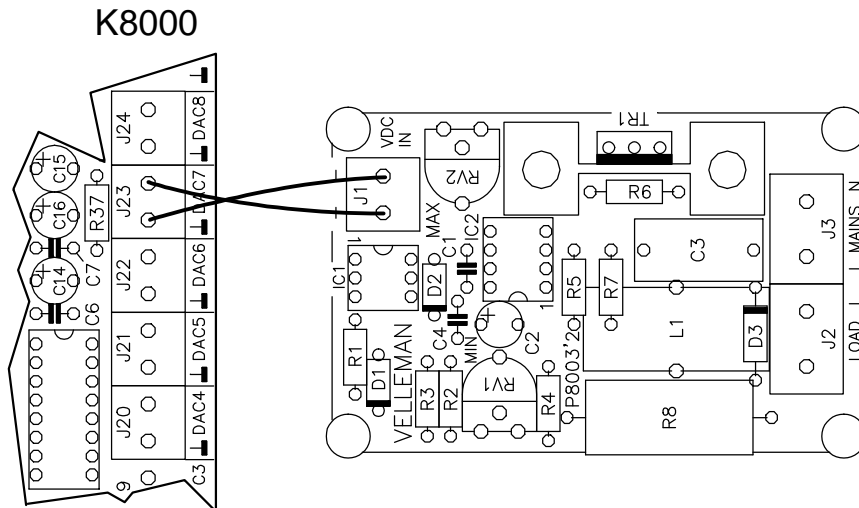 K8000
J24
DAC8
C15
J23
DAC7
C16
R37
J22
DAC6
C7
C14
J21
DAC5
C6
J20
DAC4
9
C3
VDC
IN
J1
MAX
RV2
TR1
R6
IC1
1
D2
C1
IC2
1
C3
J3
MAINS N
L
R5
R7
R1
D1
C4
MIN
C2
P8003'2
L1
D3
J2
LOAD L
VELLEMAN
R3
R2
RV1
R4
R8